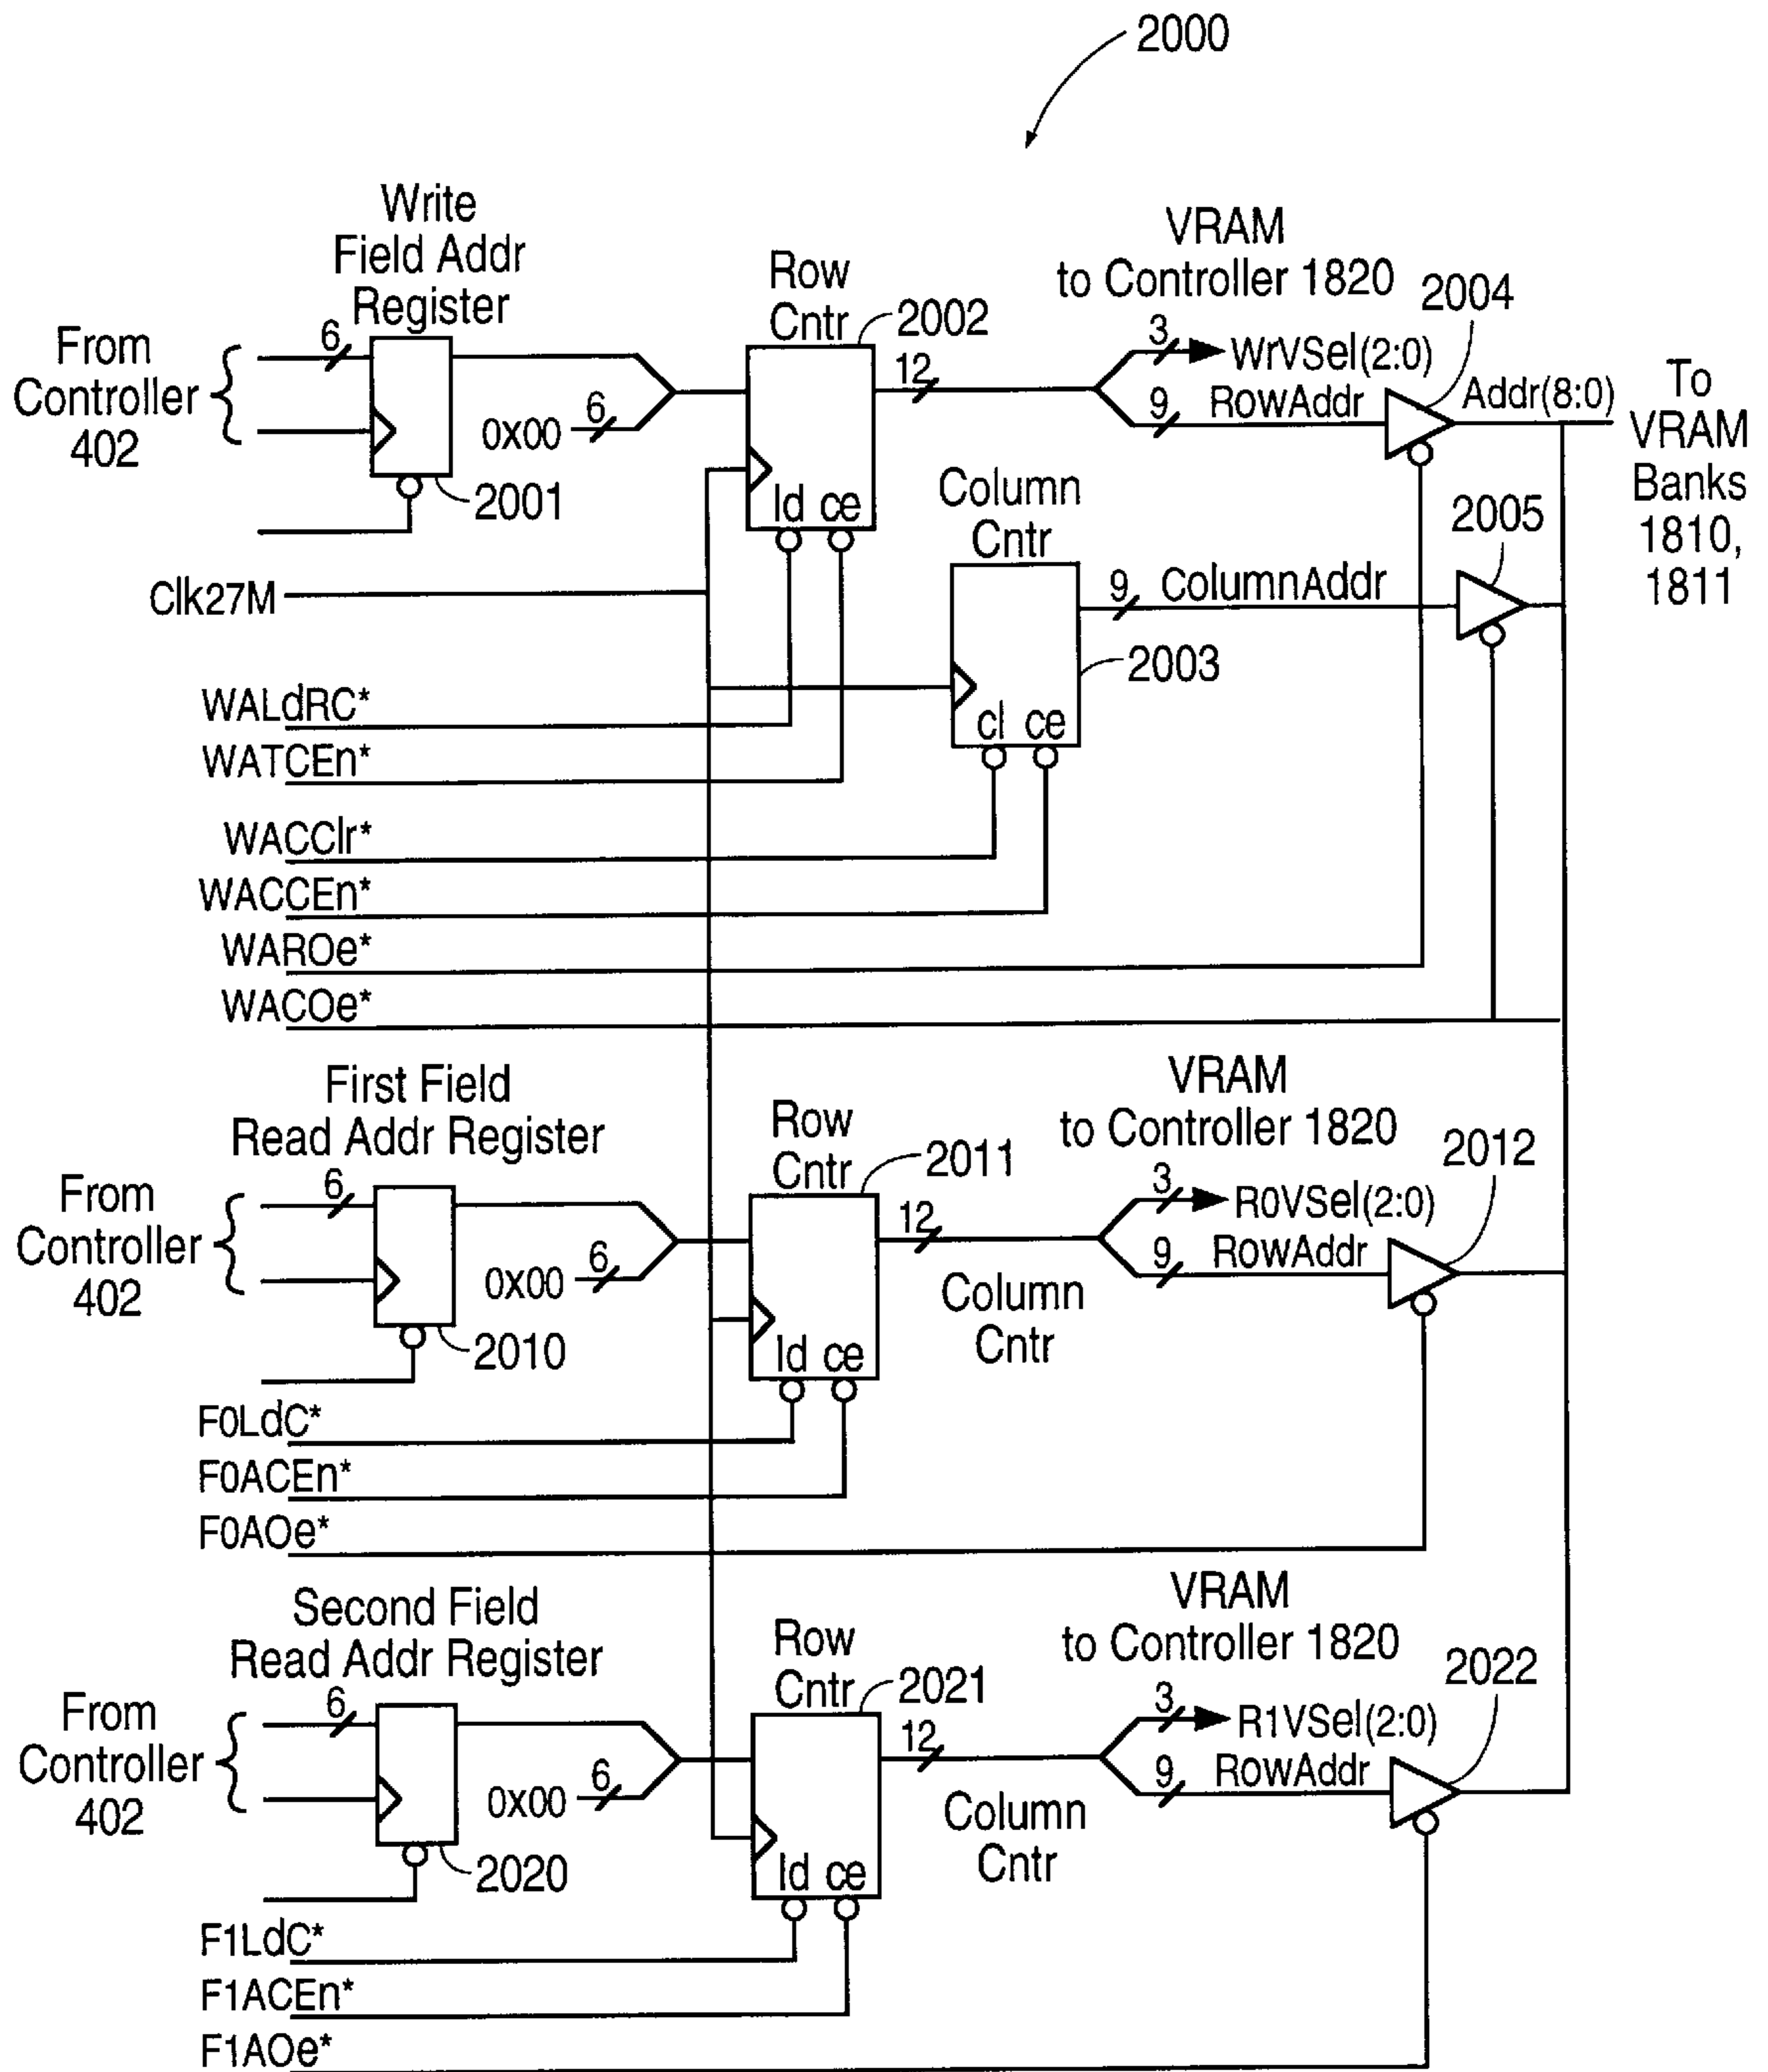 2000
Write
Field Addr
Register
From
Controller
402
6
0X00
6
2001
Row
Cntr
2002
ld ce
12
VRAM
to Controller 1820
3
WrVSel(2:0)
9
RowAddr
2004
Addr(8:0)
To
VRAM
Banks
1810,
1811
Clk27M
Column
Cntr
2003
cl ce
9
ColumnAddr
2005
WALdRC*
WATCEn*
WACClr*
WACCEn*
WAROe*
WACOe*
First Field
Read Addr Register
From
Controller
402
6
0X00
6
2010
Row
Cntr
2011
ld ce
12
Column
Cntr
VRAM
to Controller 1820
3
R0VSel(2:0)
9
RowAddr
2012
F0LdC*
F0ACEn*
F0AOe*
Second Field
Read Addr Register
From
Controller
402
6
0X00
6
2020
Row
Cntr
2021
ld ce
12
Column
Cntr
VRAM
to Controller 1820
3
R1VSel(2:0)
9
RowAddr
2022
F1LdC*
F1ACEn*
F1AOe*